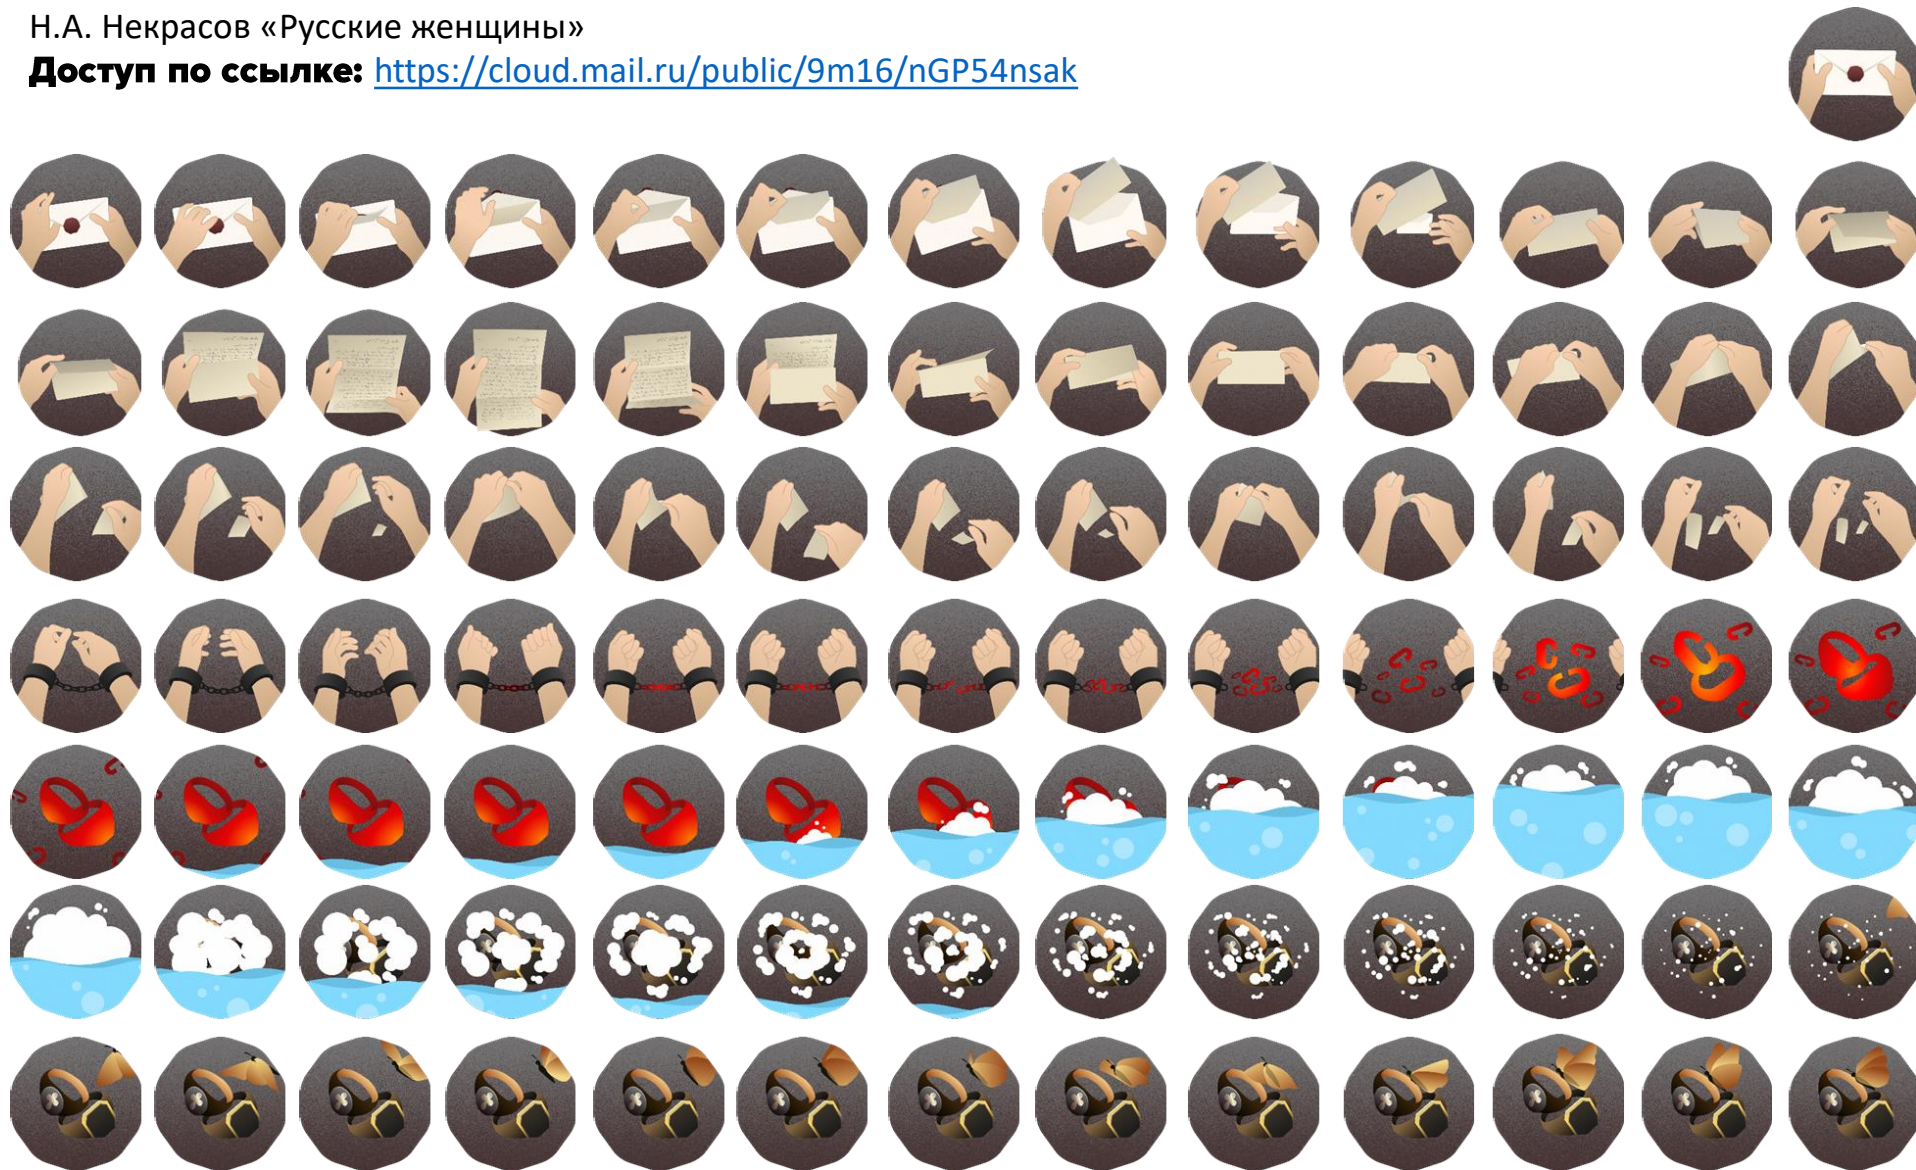 Н.А. Некрасов «Русские женщины»
Доступ по ссылке: https://cloud.mail.ru/public/9m16/nGP54nsak